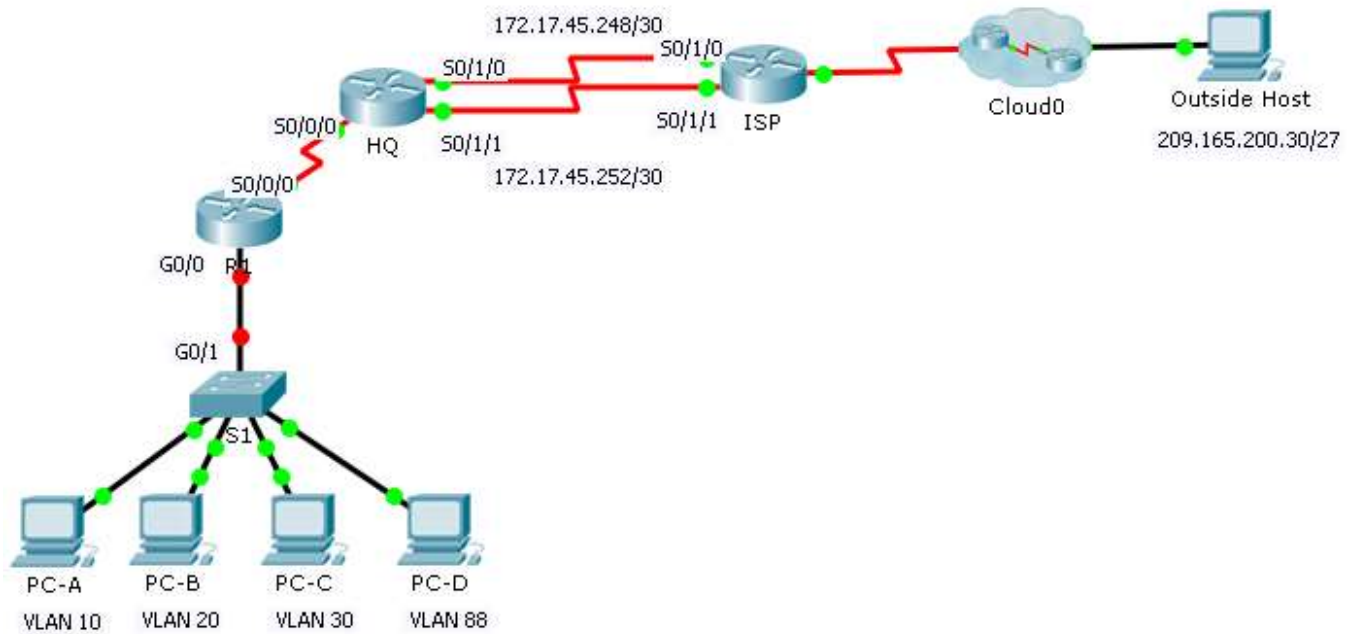 172.17.45.248/30
S0/1/0
S0/1/0
S0/0/0
HQ
S0/1/1
S0/1/1
ISP
Cloud0
Outside Host
209.165.200.30/27
172.17.45.252/30
S0/0/0
G0/0
R1
G0/1
S1
PC-A
PC-B
PC-C
PC-D
VLAN 10
VLAN 20
VLAN 30
VLAN 88